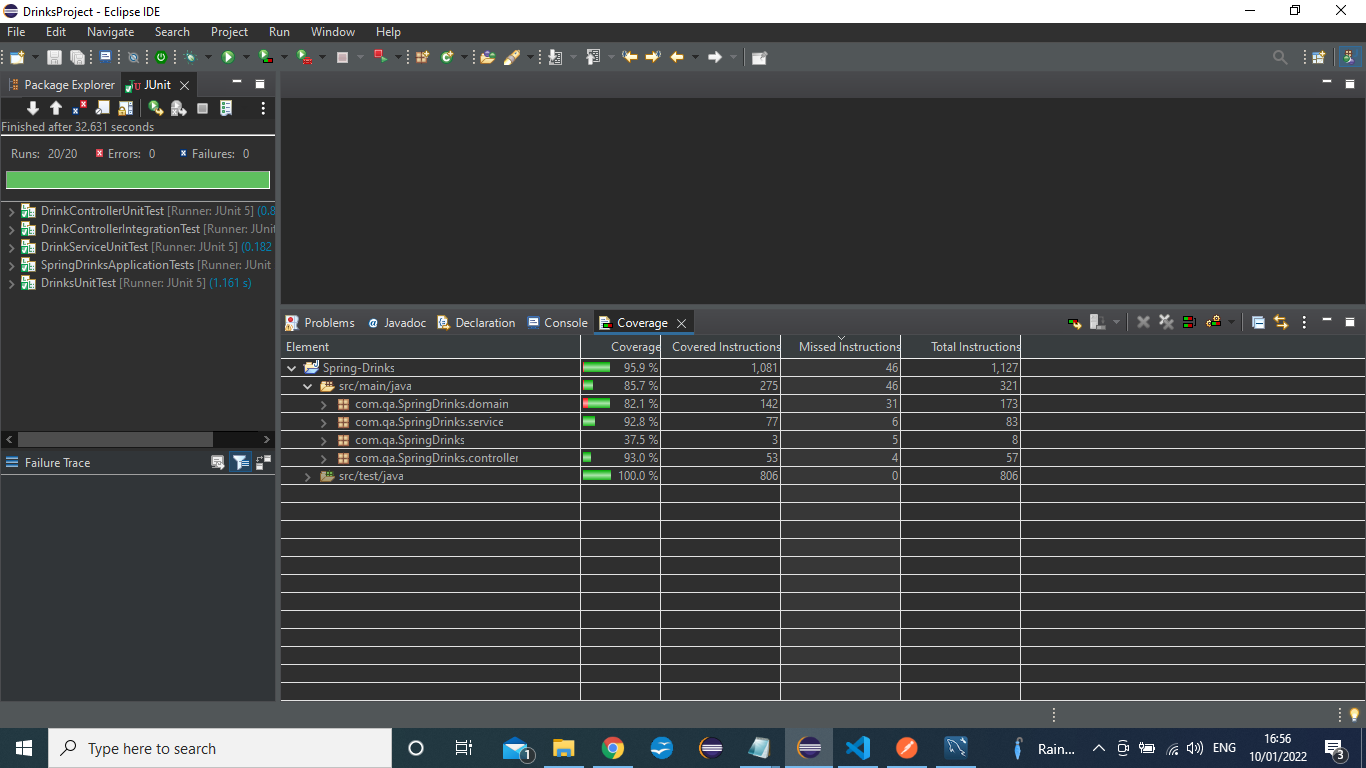 DrinksProject - Eclipse IDE
File Edit Navigate Search Project Run Window Help
Package Explorer JUnit
Finished after 32.631 seconds
Runs: 20/20 Errors: 0 Failures: 0
DrinkControllerUnitTest [Runner: JUnit 5] (0.8
DrinkControllerIntegrationTest [Runner: JUnit
DrinkServiceUnitTest [Runner: JUnit 5] (0.182
SpringDrinksApplicationTests [Runner: JUnit
DrinksUnitTest [Runner: JUnit 5] (1.161 s)
Failure Trace
Problems Javadoc Declaration Console Coverage
Element Coverage Covered Instructions Missed Instructions Total Instructions
Spring-Drinks 95.9 % 1,081 46 1,127
src/main/java 85.7 % 275 46 321
com.qa.SpringDrinks.domain 82.1 % 142 31 173
com.qa.SpringDrinks.service 92.8 % 77 6 83
com.qa.SpringDrinks 37.5 % 3 5 8
com.qa.SpringDrinks.controller 93.0 % 53 4 57
src/test/java 100.0 % 806 0 806
Type here to search
1
Rain...
ENG
16:56
10/01/2022
3